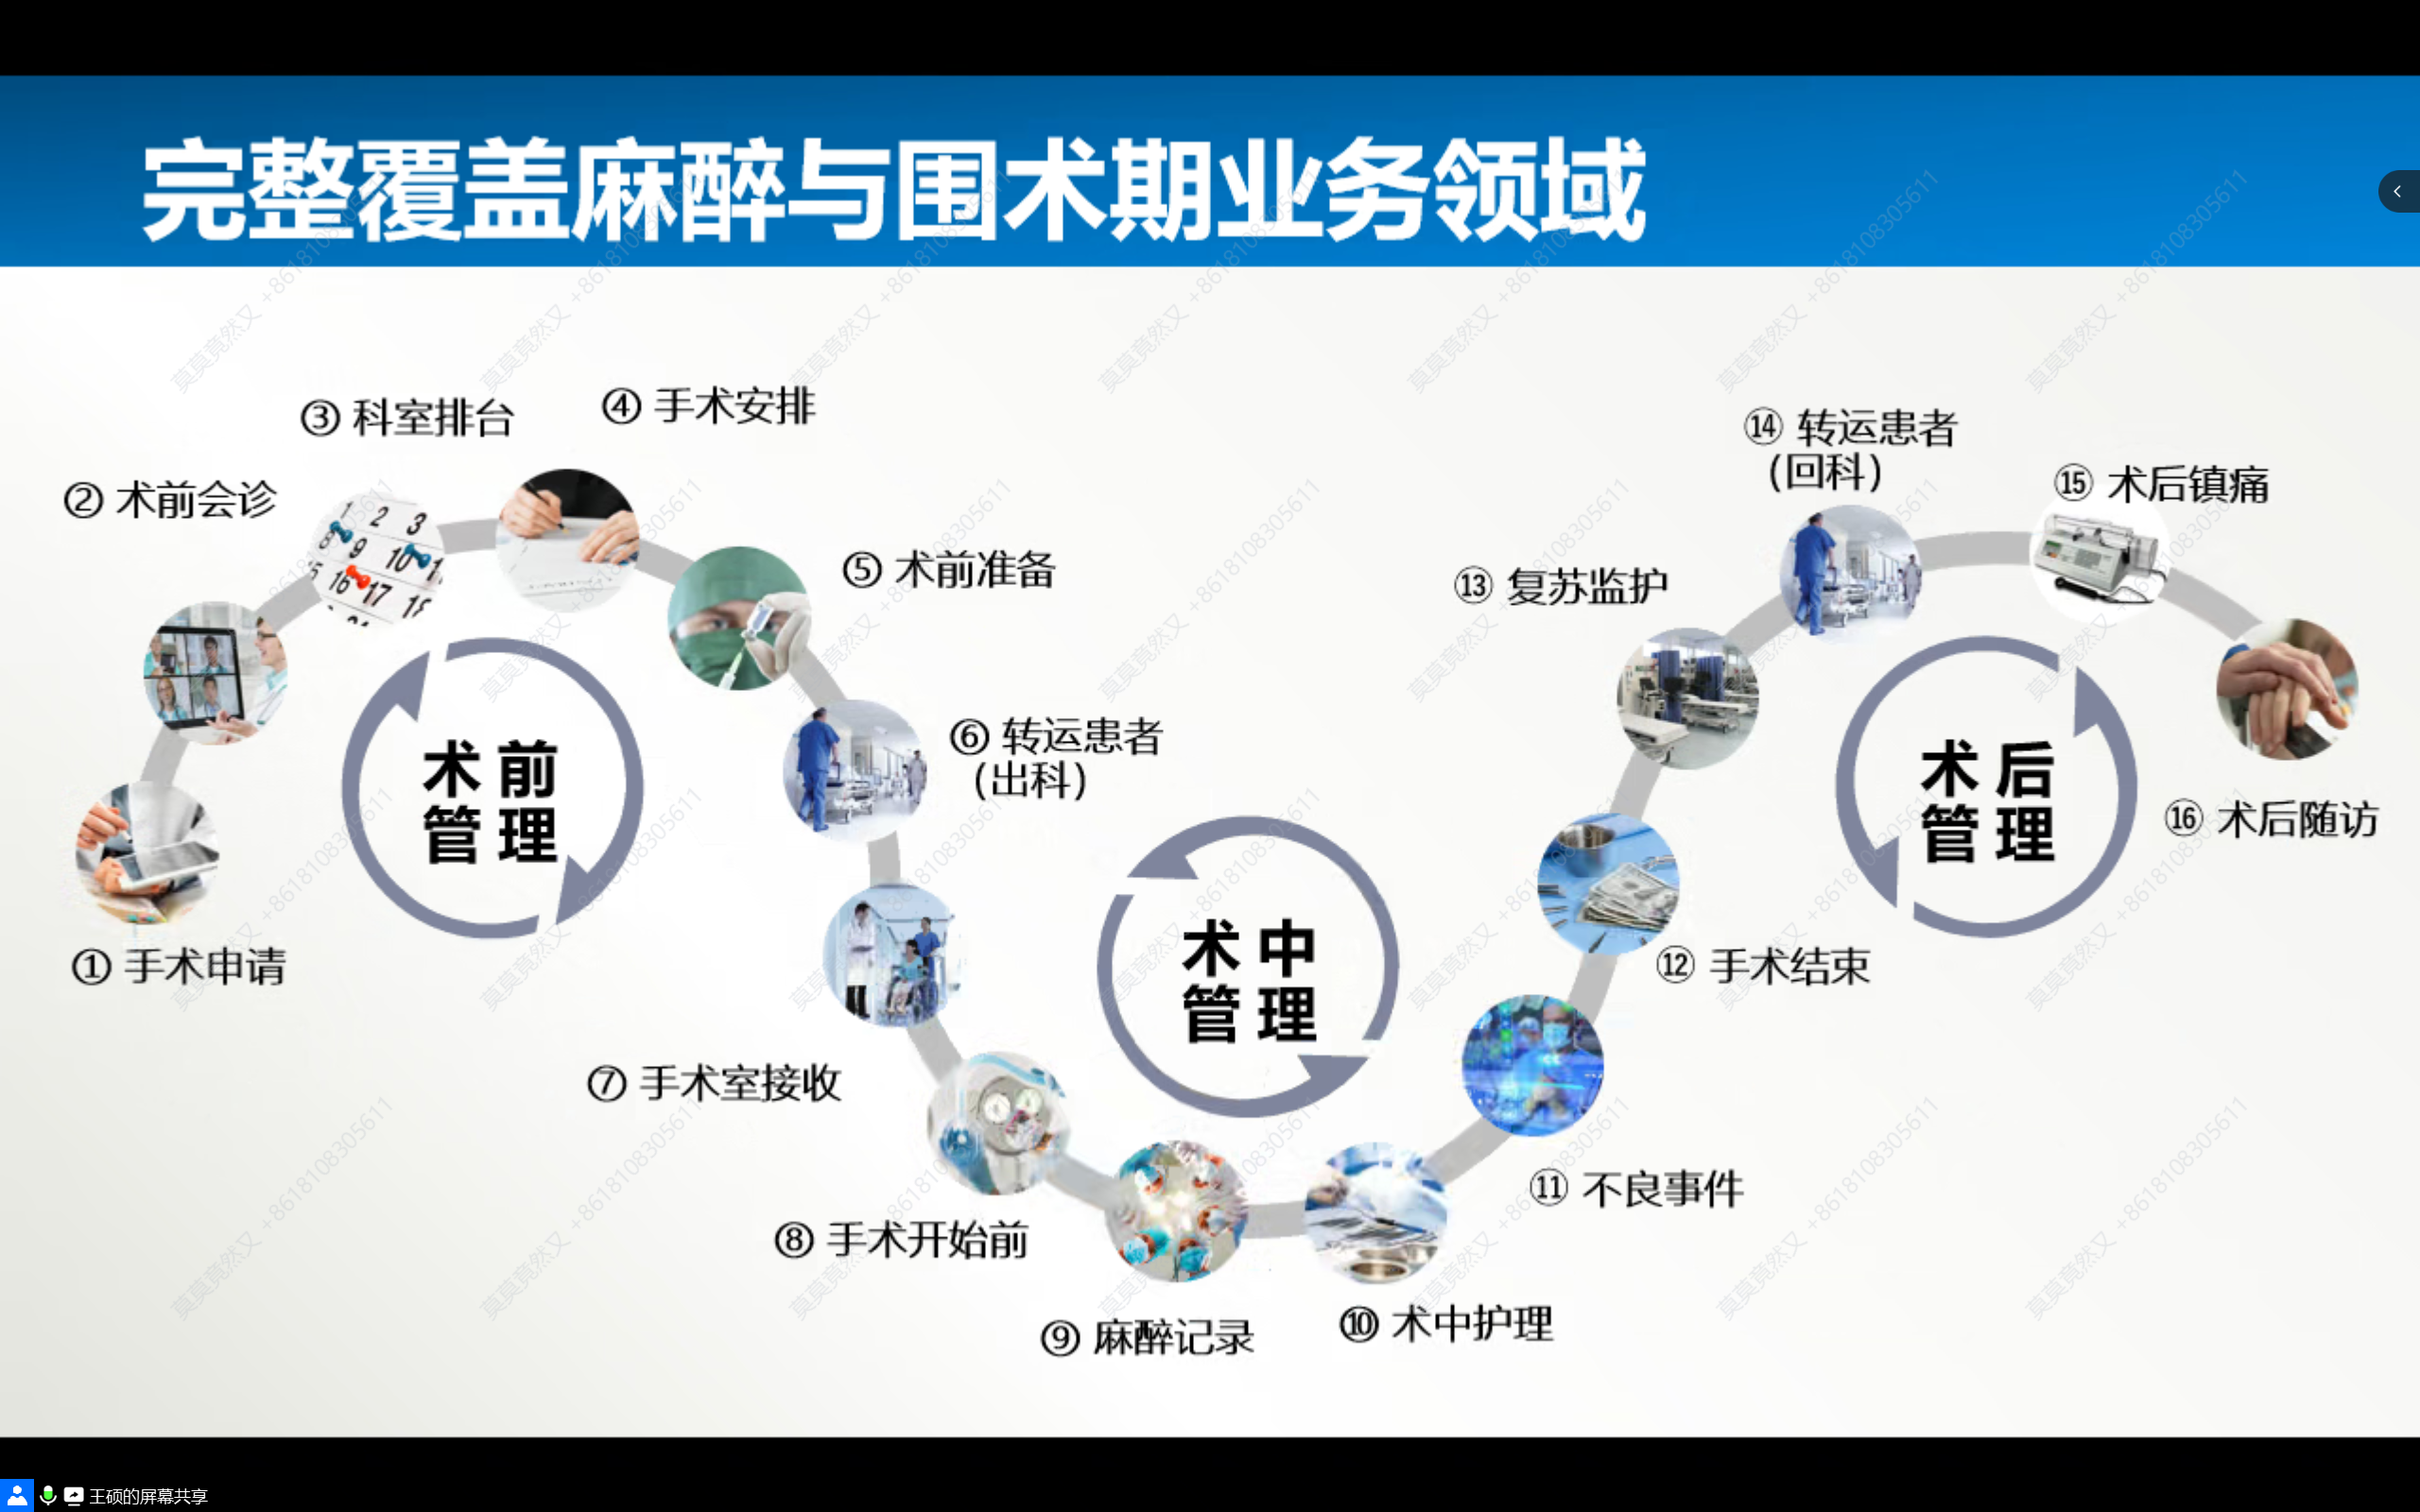 完整覆盖麻醉与围术期业务领域
① 手术申请
② 术前会诊
③ 科室排台
④ 手术安排
⑤ 术前准备
⑥ 转运患者
(出科)
术前
管理
⑦ 手术室接收
⑧ 手术开始前
⑨ 麻醉记录
⑩ 术中护理
⑪ 不良事件
⑫ 手术结束
术中
管理
⑬ 复苏监护
⑭ 转运患者
(回科)
⑮ 术后镇痛
⑯ 术后随访
术后
管理
莫莫竟然又 +8618108305611
王硕的屏幕共享